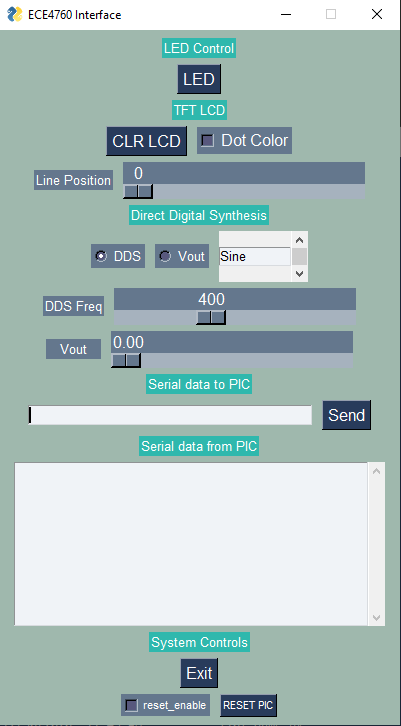 ECE4760 Interface
LED Control
LED
TFT LCD
CLR LCD Dot Color
Line Position 0
Direct Digital Synthesis
DDS Vout Sine
DDS Freq 400
Vout 0.00
Serial data to PIC
Send
Serial data from PIC
System Controls
Exit
reset_enable RESET PIC